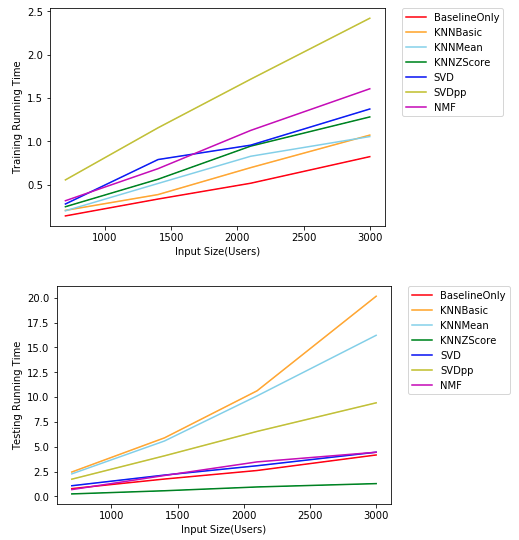 2.5
2.0
1.5
1.0
0.5
Training Running Time
1000 1500 2000 2500 3000
Input Size(Users)
BaselineOnly
KNNBasic
KNNMean
KNNZScore
SVD
SVDpp
NMF
20.0
17.5
15.0
12.5
10.0
7.5
5.0
2.5
0.0
Testing Running Time
1000 1500 2000 2500 3000
Input Size(Users)
BaselineOnly
KNNBasic
KNNMean
KNNZScore
SVD
SVDpp
NMF